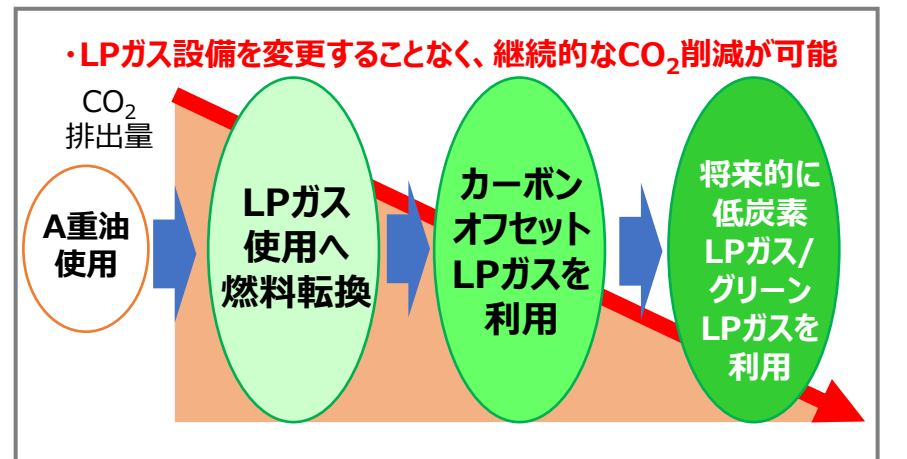 ・LPガス設備を変更することなく、継続的なCO₂削減が可能
CO₂
排出量
A重油
使用
LPガス
使用へ
燃料転換
カーボン
オフセット
LPガスを
利用
将来的に
低炭素
LPガス/
グリーン
LPガスを
利用